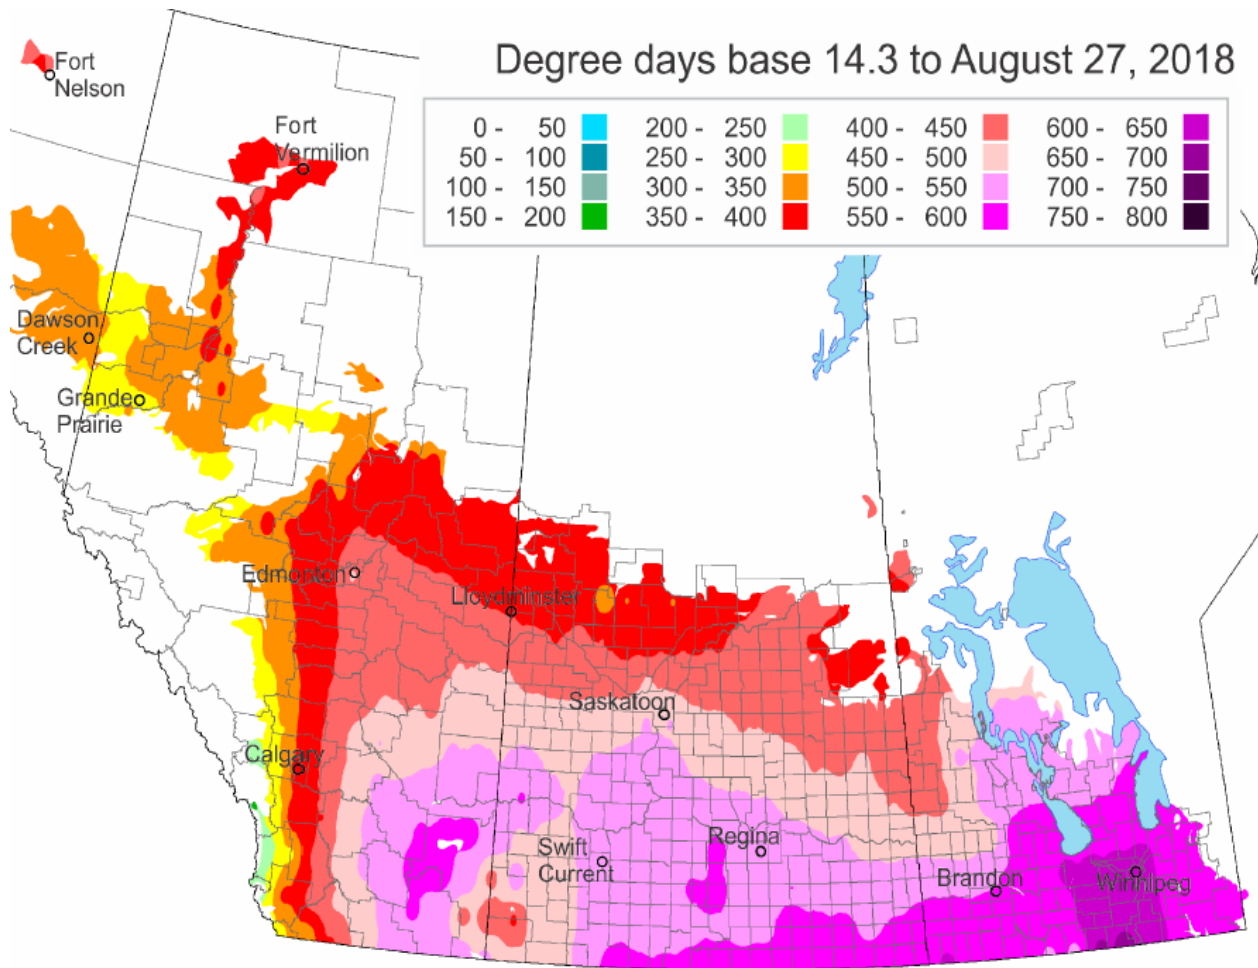 Degree days base 14.3 to August 27, 2018
0 - 50 200 - 250 400 - 450 600 - 650
50 - 100 250 - 300 450 - 500 650 - 700
100 - 150 300 - 350 500 - 550 700 - 750
150 - 200 350 - 400 550 - 600 750 - 800
Fort
Nelson
Fort
Vermilion
Dawson
Creek
Grande
Prairie
Edmonton
Lloydminster
Saskatoon
Calgary
Regina
Swift
Current
Brandon
Winnipeg